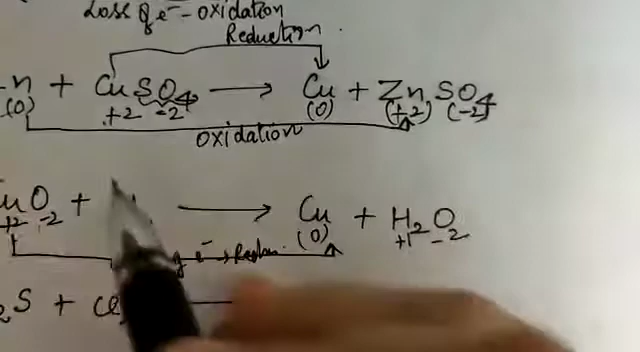 Loss of e⁻ - oxidation
Reduction
n + CuSO₄ → Cu + ZnSO₄
(0) +2 -2 (0) (+2) (-2)
oxidation
uO + → Cu + H₂O
+2 -2 (0) +1 -2
e⁻ →
₂S + Cl